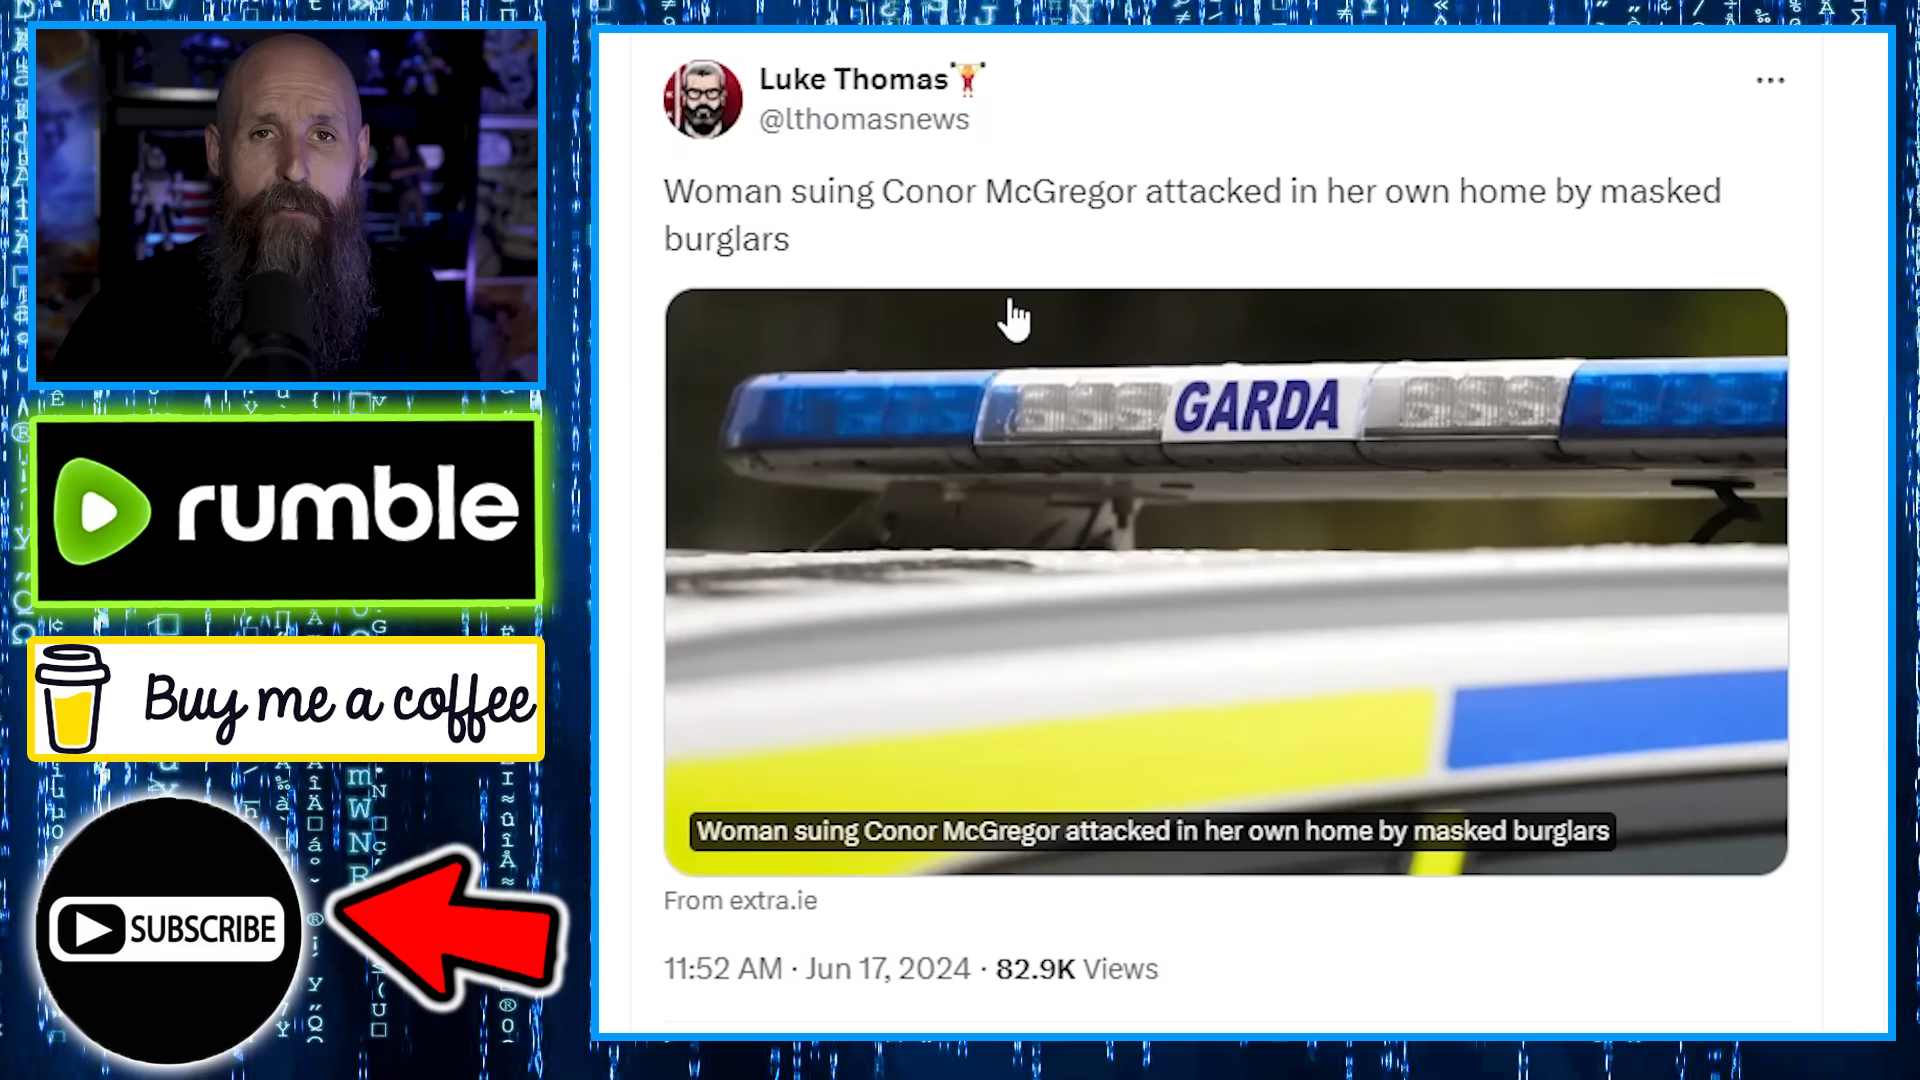 Luke Thomas
@lthomasnews
Woman suing Conor McGregor attacked in her own home by masked
burglars
GARDA
Woman suing Conor McGregor attacked in her own home by masked burglars
From extra.ie
11:52 AM · Jun 17, 2024 · 82.9K Views
rumble
Buy me a coffee
SUBSCRIBE